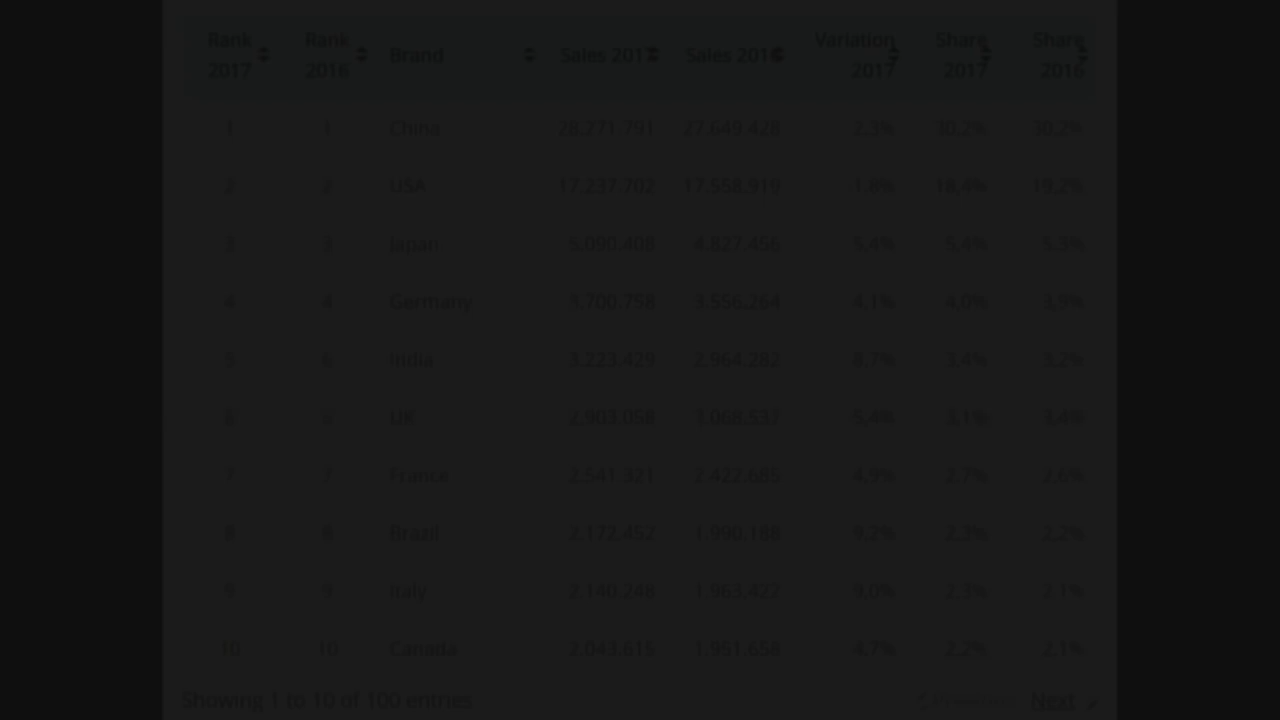 Rank 2017 Rank 2016 Brand Sales 2017 Sales 2016 Variation 2017 Share 2017 Share 2016
1 1 China 28.271.791 27.649.428 2,3% 30,2% 30,2%
2 2 USA 17.237.702 17.558.919 -1,8% 18,4% 19,2%
3 3 Japan 5.090.408 4.827.456 5,4% 5,4% 5,3%
4 4 Germany 3.700.758 3.556.264 4,1% 4,0% 3,9%
5 6 India 3.223.429 2.964.282 8,7% 3,4% 3,2%
6 UK 2.903.058 3.068.537 -5,4% 3,1% 3,4%
7 7 France 2.541.321 2.422.885 4,9% 2,7% 2,6%
8 8 Brazil 2.172.452 1.990.188 9,2% 2,3% 2,2%
9 9 Italy 2.140.248 1.963.422 9,0% 2,3% 2,1%
10 10 Canada 2.043.615 1.951.658 4,7% 2,2% 2,1%
Showing 1 to 10 of 100 entries Previous Next